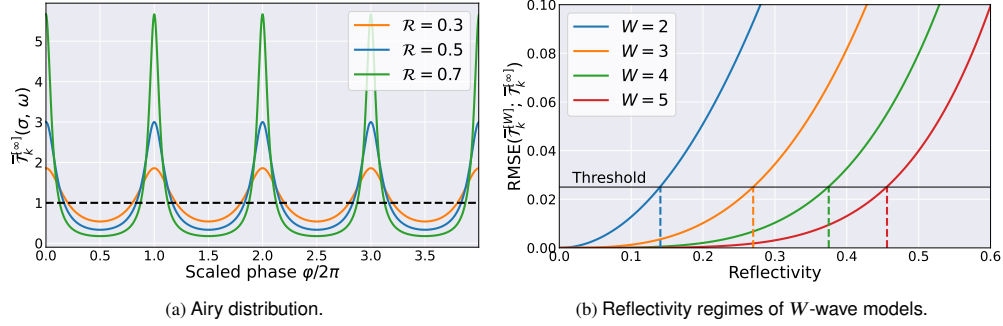 5
4
3
2
1
0
0.0 0.5 1.0 1.5 2.0 2.5 3.0 3.5
Scaled phase φ/2π
𝒯̅ₖ^[∞](σ, ω)
ℛ = 0.3
ℛ = 0.5
ℛ = 0.7
(a) Airy distribution.
0.10
0.08
0.06
0.04
0.02
0.00
0.0 0.1 0.2 0.3 0.4 0.5 0.6
Reflectivity
RMSE(𝒯̅ₖ^[W]; 𝒯̅ₖ^[∞])
W = 2
W = 3
W = 4
W = 5
Threshold
(b) Reflectivity regimes of W-wave models.